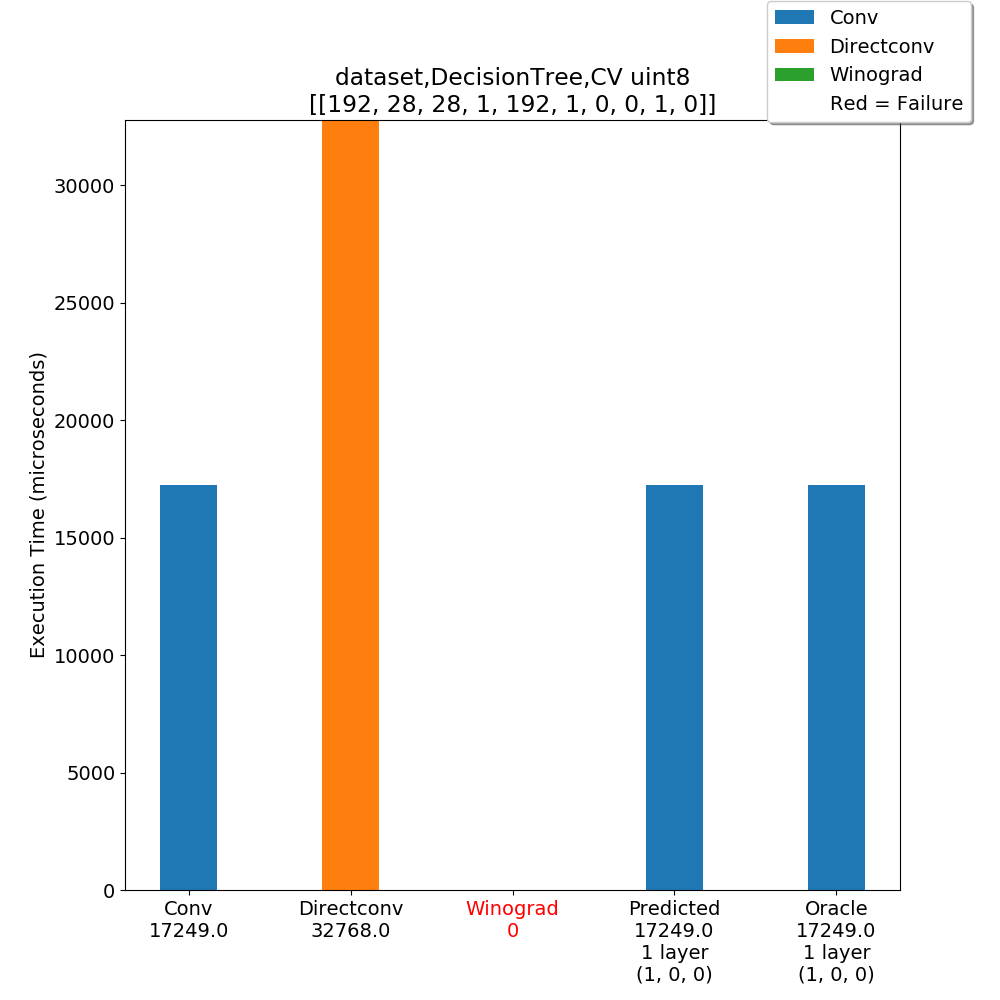 Conv
Directconv
Winograd
Red = Failure
dataset,DecisionTree,CV uint8
[[192, 28, 28, 1, 192, 1, 0, 0, 1, 0]]
Execution Time (microseconds)
30000
25000
20000
15000
10000
5000
0
Conv
17249.0
Directconv
32768.0
Winograd
0
Predicted
17249.0
1 layer
(1, 0, 0)
Oracle
17249.0
1 layer
(1, 0, 0)